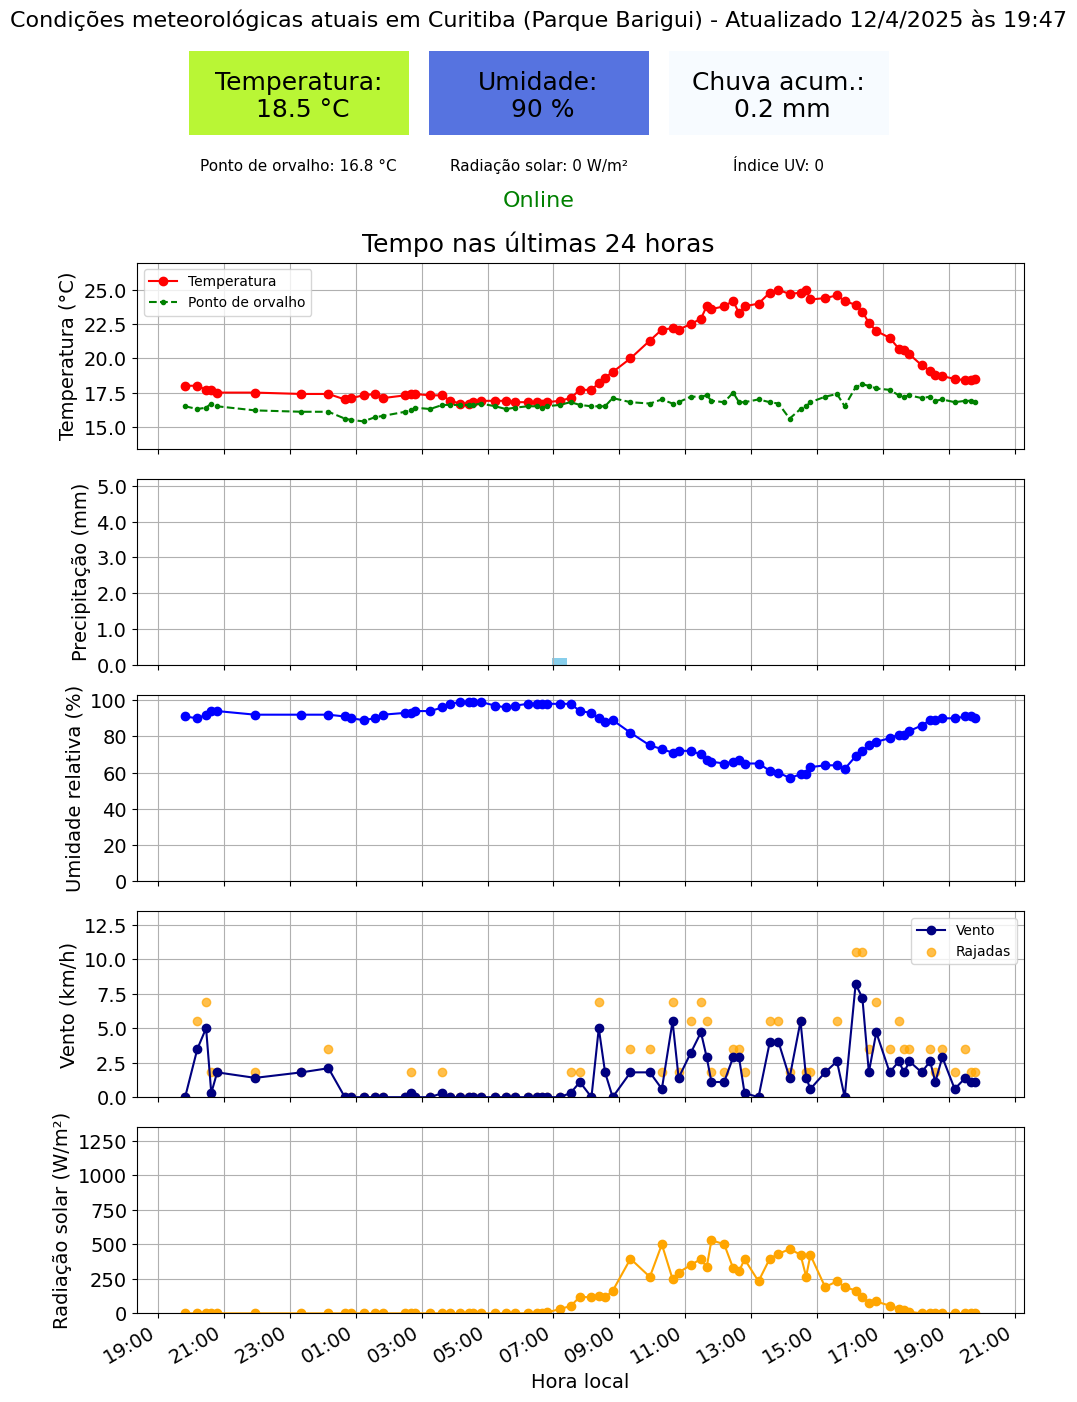 Condições meteorológicas atuais em Curitiba (Parque Barigui) - Atualizado 12/4/2025 às 19:47
Temperatura:
18.5 °C
Umidade:
90 %
Chuva acum.:
0.2 mm
Ponto de orvalho: 16.8 °C
Radiação solar: 0 W/m²
Índice UV: 0
Online
Tempo nas últimas 24 horas
Temperatura (°C)
25.0
22.5
20.0
17.5
15.0
Temperatura
Ponto de orvalho
Precipitação (mm)
5.0
4.0
3.0
2.0
1.0
0.0
Umidade relativa (%)
100
80
60
40
20
0
Vento (km/h)
12.5
10.0
7.5
5.0
2.5
0.0
Vento
Rajadas
Radiação solar (W/m²)
1250
1000
750
500
250
0
19:00
21:00
23:00
01:00
03:00
05:00
07:00
09:00
11:00
13:00
15:00
17:00
19:00
21:00
Hora local